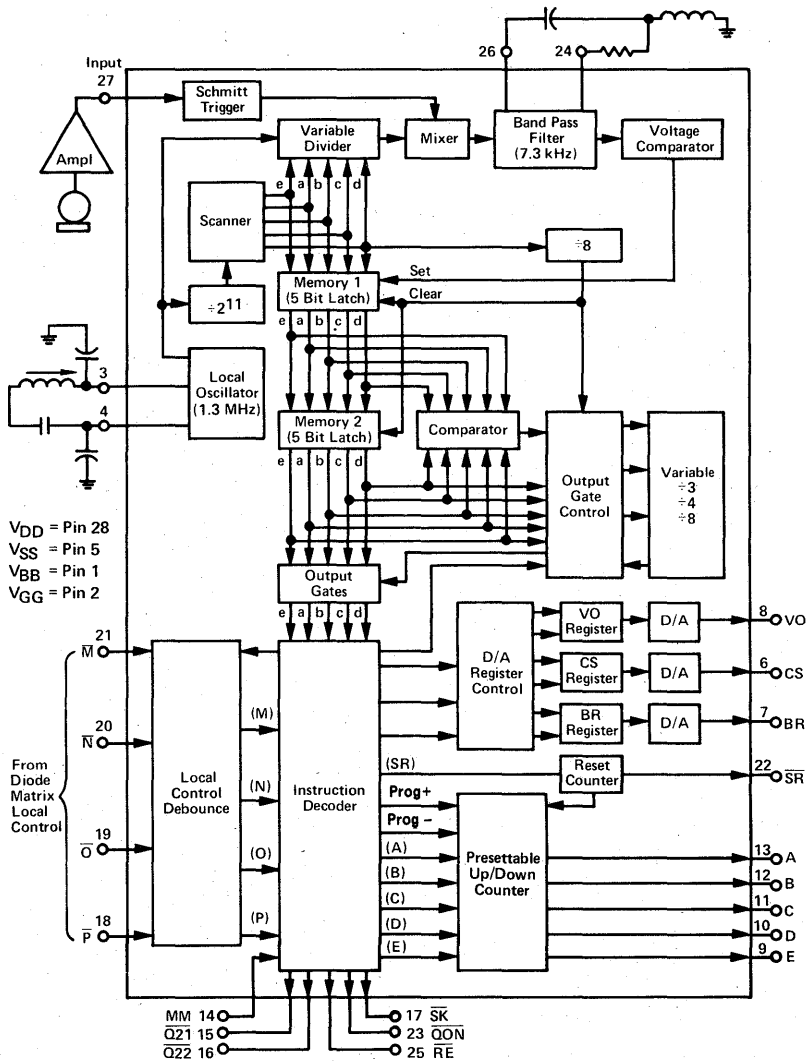 26
24
Input
27
Schmitt
Trigger
Variable
Divider
Mixer
Band Pass
Filter
(7.3 kHz)
Voltage
Comparator
Ampl
e a b c d
Scanner
÷8
Set
Memory 1
(5 Bit Latch)
Clear
÷2¹¹
e a b c d
3
Local
Oscillator
(1.3 MHz)
4
Memory 2
(5 Bit Latch)
Comparator
e a b c d
Output
Gate
Control
Variable
÷3
÷4
÷8
VDD = Pin 28
VSS = Pin 5
VBB = Pin 1
VGG = Pin 2
Output
Gates
e a b c d
21
M̅
20
N̅
From
Diode
Matrix
Local
Control
19
O̅
18
P̅
Local
Control
Debounce
(M)
(N)
(O)
(P)
Instruction
Decoder
D/A
Register
Control
VO
Register
D/A
8
VO
CS
Register
D/A
6
CS
BR
Register
D/A
7
BR
(SR)
Reset
Counter
22
S̅R̅
Prog+
Prog −
(A)
(B)
(C)
(D)
(E)
Presettable
Up/Down
Counter
13
A
12
B
11
C
10
D
9
E
MM 14
Q̅2̅1̅ 15
Q̅2̅2̅ 16
17 S̅K̅
23 Q̅O̅N̅
25 R̅E̅